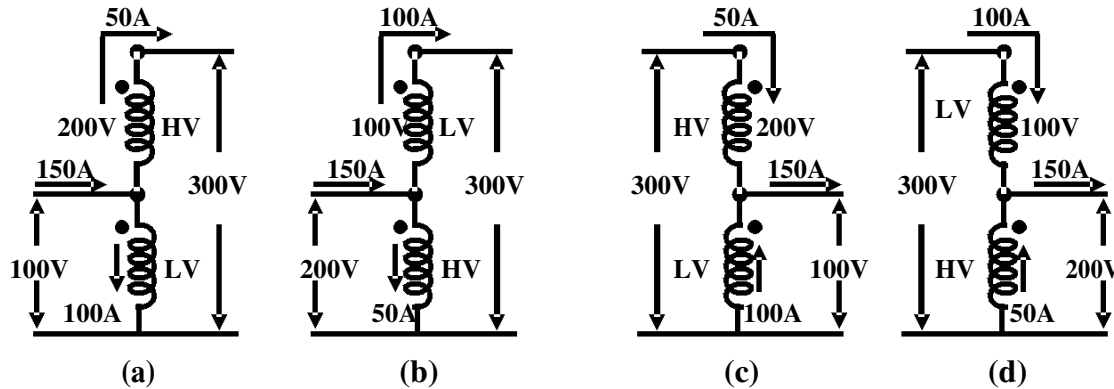 50A
200V HV
150A
300V
100V LV
100A
(a)
100A
100V LV
150A
300V
200V HV
50A
(b)
50A
HV 200V
150A
300V
LV 100V
100A
(c)
100A
LV
100V
150A
300V
HV 200V
50A
(d)